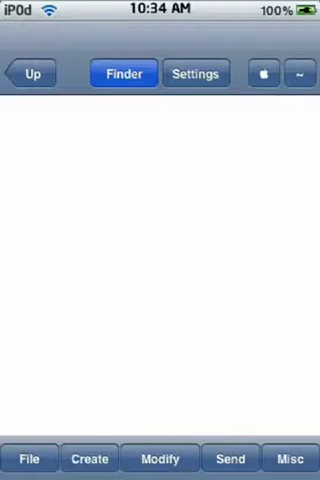 iPod 10:34 AM 100%
Up Finder Settings ~
File Create Modify Send Misc